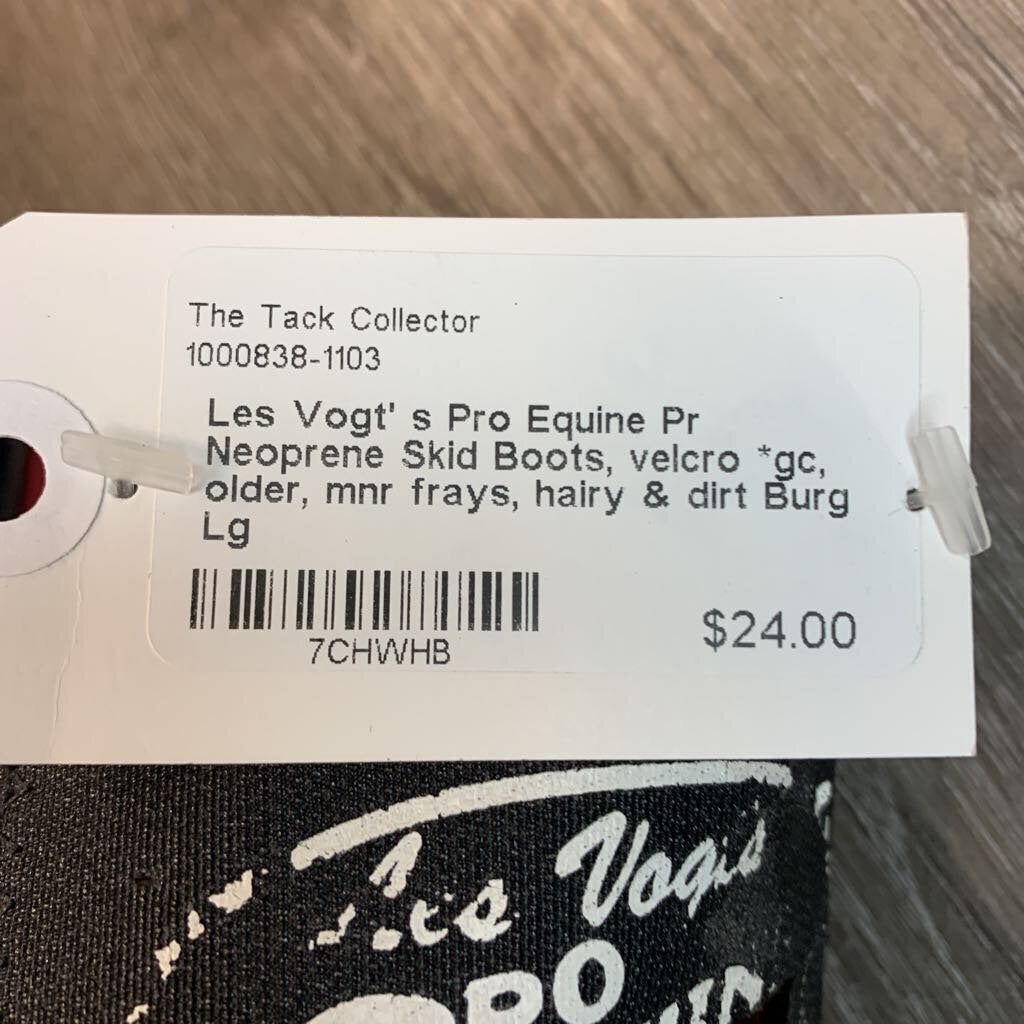 The Tack Collector
1000838-1103
Les Vogt' s Pro Equine Pr
Neoprene Skid Boots, velcro *gc,
older, mnr frays, hairy & dirt Burg
Lg
7CHWHB
$24.00
Vogt's